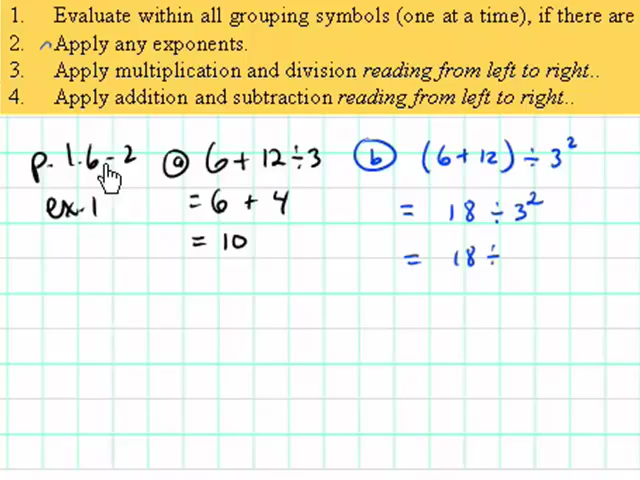 1. Evaluate within all grouping symbols (one at a time), if there are
2. Apply any exponents.
3. Apply multiplication and division reading from left to right..
4. Apply addition and subtraction reading from left to right..
p. 1.6-2 ⓐ 6 + 12 ÷ 3 ⓑ (6 + 12) ÷ 3²
ex. 1 = 6 + 4 = 18 ÷ 3²
= 10 = 18 ÷